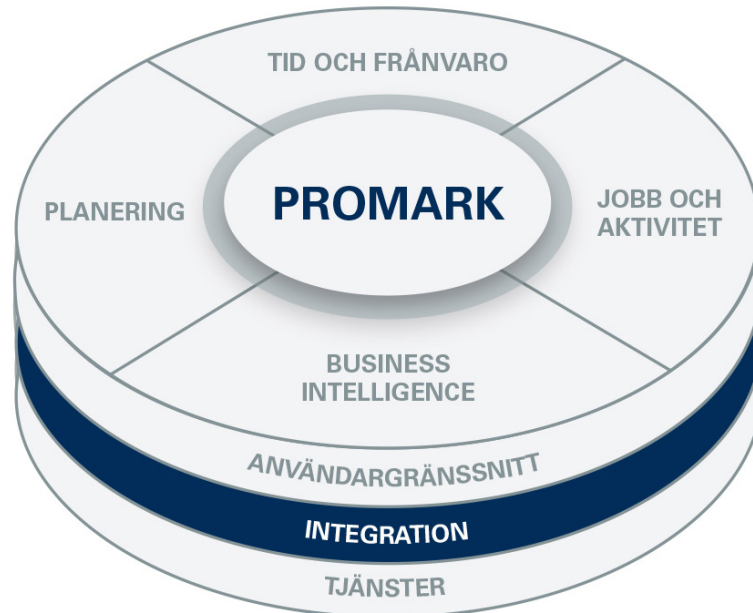 TID OCH FRÅNVARO
PLANERING
PROMARK
JOBB OCH
AKTIVITET
BUSINESS
INTELLIGENCE
ANVÄNDARGRÄNSSNITT
INTEGRATION
TJÄNSTER